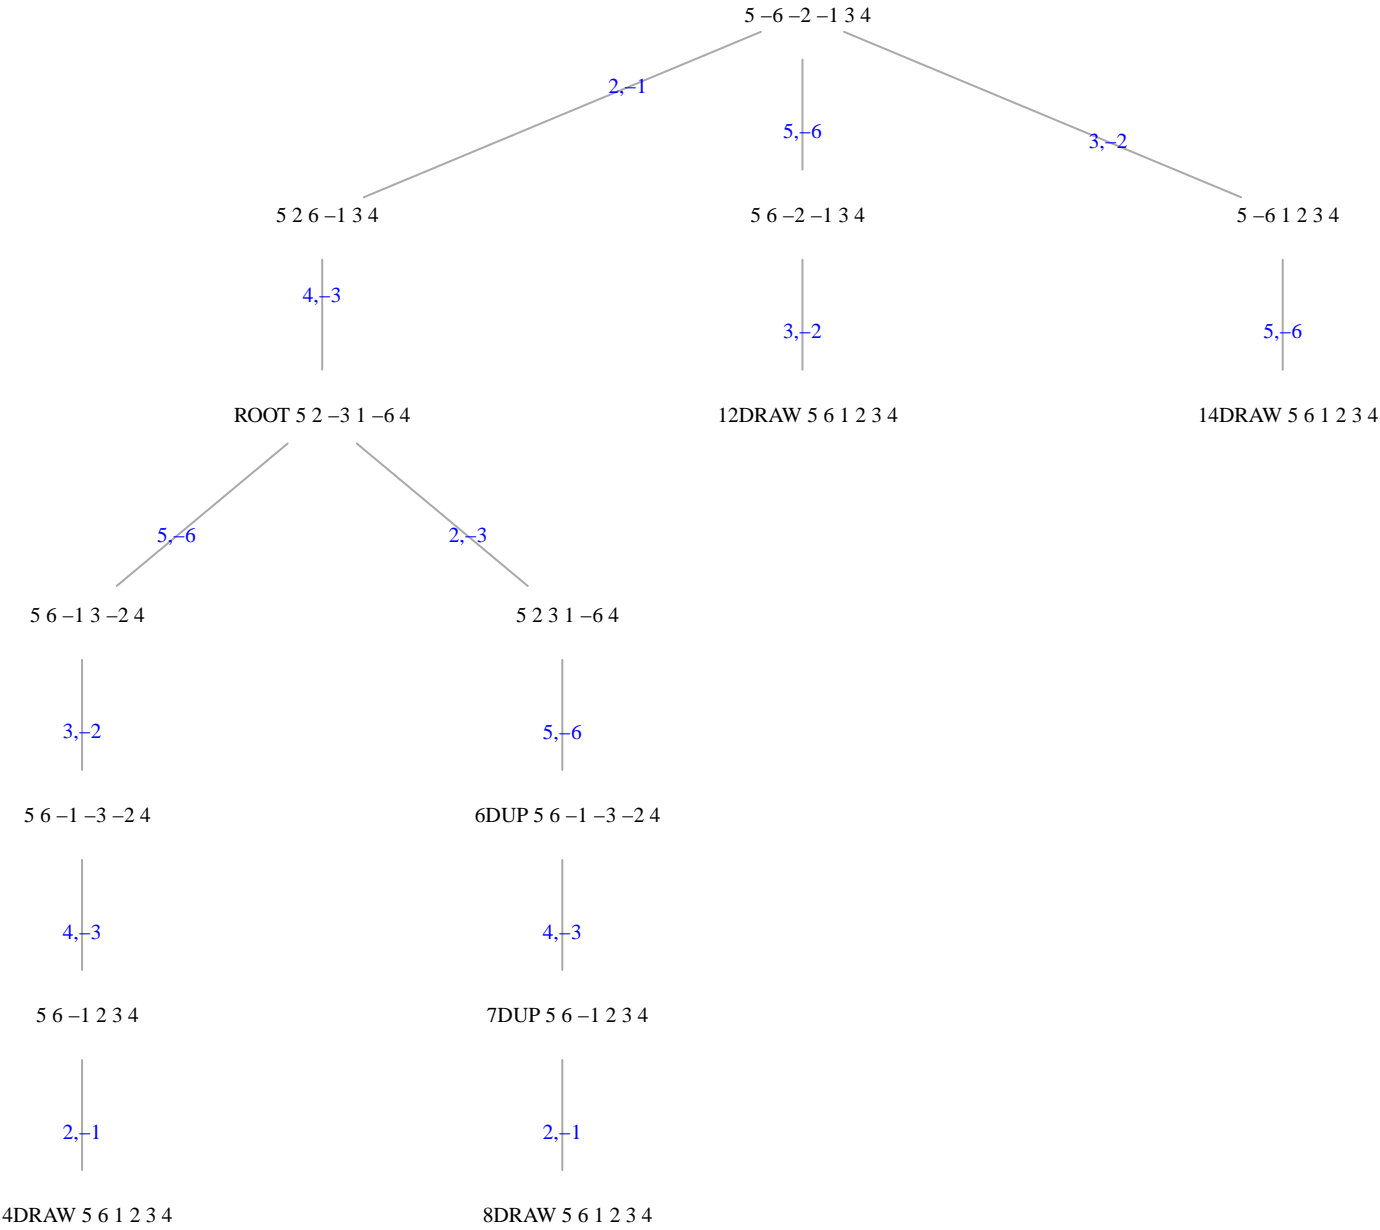 5 –6 –2 –1 3 4
2,–1
5,–6
3,–2
5 2 6 –1 3 4
5 6 –2 –1 3 4
5 –6 1 2 3 4
4,–3
3,–2
5,–6
ROOT 5 2 –3 1 –6 4
12DRAW 5 6 1 2 3 4
14DRAW 5 6 1 2 3 4
5,–6
2,–3
5 6 –1 3 –2 4
5 2 3 1 –6 4
3,–2
5,–6
5 6 –1 –3 –2 4
6DUP 5 6 –1 –3 –2 4
4,–3
4,–3
5 6 –1 2 3 4
7DUP 5 6 –1 2 3 4
2,–1
2,–1
4DRAW 5 6 1 2 3 4
8DRAW 5 6 1 2 3 4